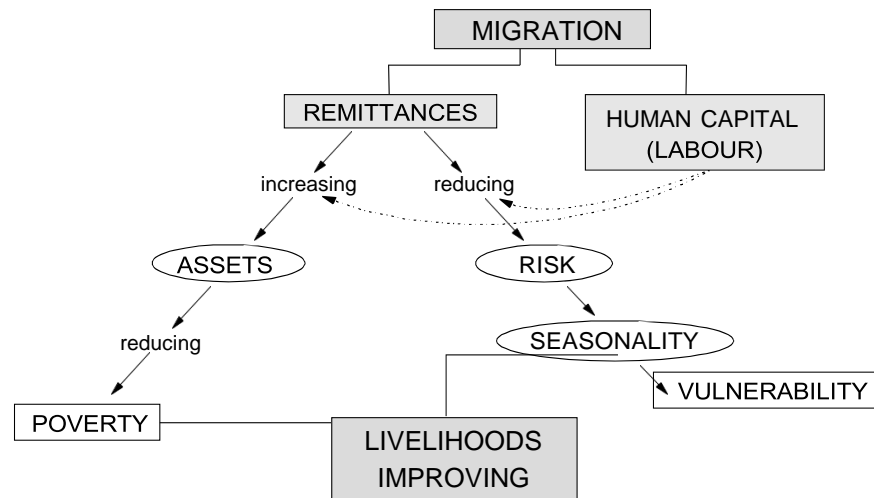 MIGRATION
REMITTANCES
HUMAN CAPITAL
(LABOUR)
increasing
reducing
ASSETS
RISK
reducing
SEASONALITY
VULNERABILITY
POVERTY
LIVELIHOODS
IMPROVING